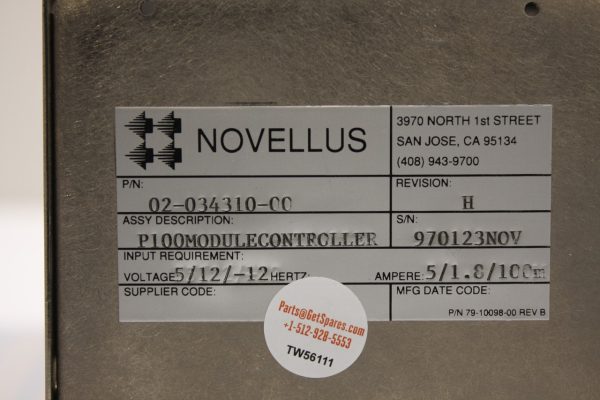 NOVELLUS
3970 NORTH 1st STREET
SAN JOSE, CA 95134
(408) 943-9700
P/N:
02-034310-00
REVISION:
H
ASSY DESCRIPTION:
P100MODULECONTROLLER
S/N:
970123NOV
INPUT REQUIREMENT:
VOLTAGE 5/12/-12 HERTZ: AMPERE: 5/1.8/100m
SUPPLIER CODE:
MFG DATE CODE:
P/N 79-10098-00 REV B
Parts@GetSpares.com
+1-512-928-5553
TW56111